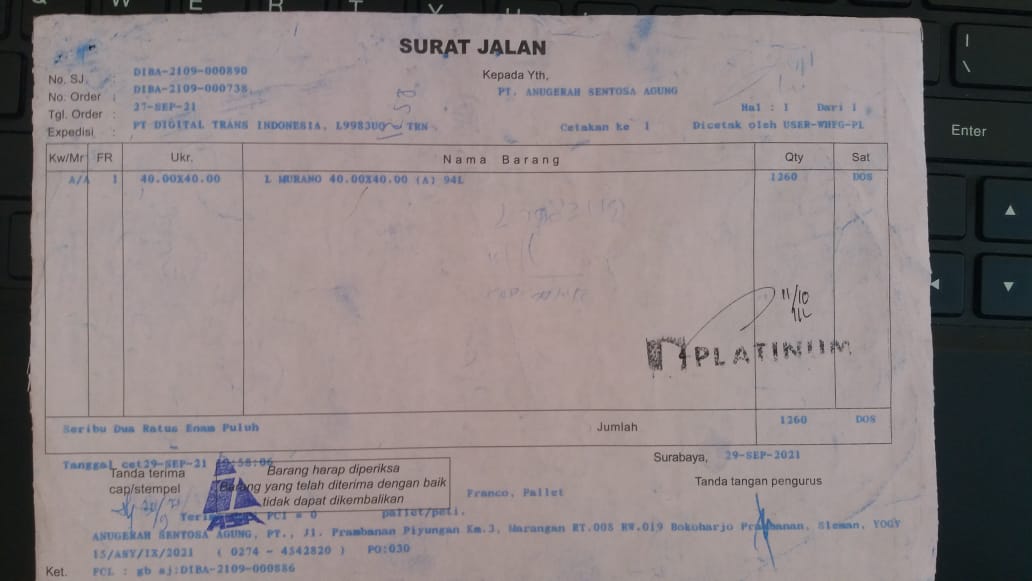 SURAT JALAN
No. SJ. : DIBA-2109-000890
Kepada Yth,
No. Order : DIBA-2109-000738
PT. ANUGERAH SENTOSA AGUNG
Tgl. Order : 27-SEP-21
Hal : 1 Dari 1
Expedisi : PT DIGITAL TRANS INDONESIA, L9983UQ TRN
Cetakan ke 1 Dicetak oleh USER-WHFG-PL
Kw/Mr FR Ukr. Nama Barang Qty Sat
A/A 1 40.00X40.00 L MURANO 40.00X40.00 (A) 94L 1260 DOS
11/10
PLATINUM
Seribu Dua Ratus Enam Puluh Jumlah 1260 DOS
Tanggal cet29-SEP-21 :58:06
Surabaya, 29-SEP-2021
Tanda terima
cap/stempel
Barang harap diperiksa
Barang yang telah diterima dengan baik
tidak dapat dikembalikan
Tanda tangan pengurus
Franco, Pallet
PCI = 0 pallet/peti.
ANUGERAH SENTOSA AGUNG, PT., Jl. Prambanan Piyungan Km.3, Marangan RT.008 RW.019 Bokoharjo Prambanan, Sleman, YOGY
15/ANY/IX/2021 ( 0274 - 4542820 ) PO:030
Ket. PCL : gb sj:DIBA-2109-000886
Enter